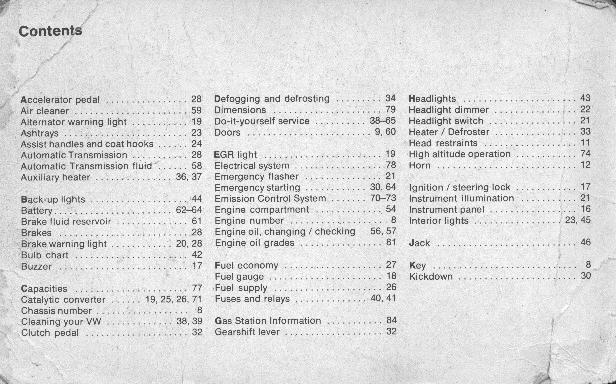 Contents
Accelerator pedal . . . . . . . . . . . . . . . 28
Air cleaner . . . . . . . . . . . . . . . . . . . . 59
Alternator warning light . . . . . . . . . . . 19
Ashtrays . . . . . . . . . . . . . . . . . . . . . . 23
Assist handles and coat hooks . . . . . . 24
Automatic Transmission . . . . . . . . . . . 28
Automatic Transmission fluid . . . . . . . 58
Auxiliary heater . . . . . . . . . . . . . . . 36, 37
Back-up lights . . . . . . . . . . . . . . . . . . 44
Battery . . . . . . . . . . . . . . . . . . . . . 62–64
Brake fluid reservoir . . . . . . . . . . . . . 61
Brakes . . . . . . . . . . . . . . . . . . . . . . . 28
Brake warning light . . . . . . . . . . . . 20, 28
Bulb chart . . . . . . . . . . . . . . . . . . . . . 42
Buzzer . . . . . . . . . . . . . . . . . . . . . . . 17
Capacities . . . . . . . . . . . . . . . . . . . . . 77
Catalytic converter . . . . . . 19, 25, 26, 71
Chassis number . . . . . . . . . . . . . . . . . 8
Cleaning your VW . . . . . . . . . . . . . 38, 39
Clutch pedal . . . . . . . . . . . . . . . . . . . 32
Defogging and defrosting . . . . . . . . . 34
Dimensions . . . . . . . . . . . . . . . . . . . . 79
Do-it-yourself service . . . . . . . . . . 38–65
Doors . . . . . . . . . . . . . . . . . . . . . . 9, 60
EGR light . . . . . . . . . . . . . . . . . . . . . 19
Electrical system . . . . . . . . . . . . . . . . 78
Emergency flasher . . . . . . . . . . . . . . . 21
Emergency starting . . . . . . . . . . . . 30, 64
Emission Control System . . . . . . . . 70–73
Engine compartment . . . . . . . . . . . . . 54
Engine number . . . . . . . . . . . . . . . . . 8
Engine oil, changing / checking 56, 57
Engine oil grades . . . . . . . . . . . . . . . 61
Fuel economy . . . . . . . . . . . . . . . . . . 27
Fuel gauge . . . . . . . . . . . . . . . . . . . . 18
Fuel supply . . . . . . . . . . . . . . . . . . . . 26
Fuses and relays . . . . . . . . . . . . . . 40, 41
Gas Station Information . . . . . . . . . . . 84
Gearshift lever . . . . . . . . . . . . . . . . . 32
Headlights . . . . . . . . . . . . . . . . . . . . 43
Headlight dimmer . . . . . . . . . . . . . . . 22
Headlight switch . . . . . . . . . . . . . . . . 21
Heater / Defroster . . . . . . . . . . . . . . . 33
Head restraints . . . . . . . . . . . . . . . . . 11
High altitude operation . . . . . . . . . . . 74
Horn . . . . . . . . . . . . . . . . . . . . . . . . . 12
Ignition / steering lock . . . . . . . . . . . . 17
Instrument illumination . . . . . . . . . . . 21
Instrument panel . . . . . . . . . . . . . . . . 16
Interior lights . . . . . . . . . . . . . . . . . 23, 45
Jack . . . . . . . . . . . . . . . . . . . . . . . . . 46
Key . . . . . . . . . . . . . . . . . . . . . . . . . . 8
Kickdown . . . . . . . . . . . . . . . . . . . . . 30